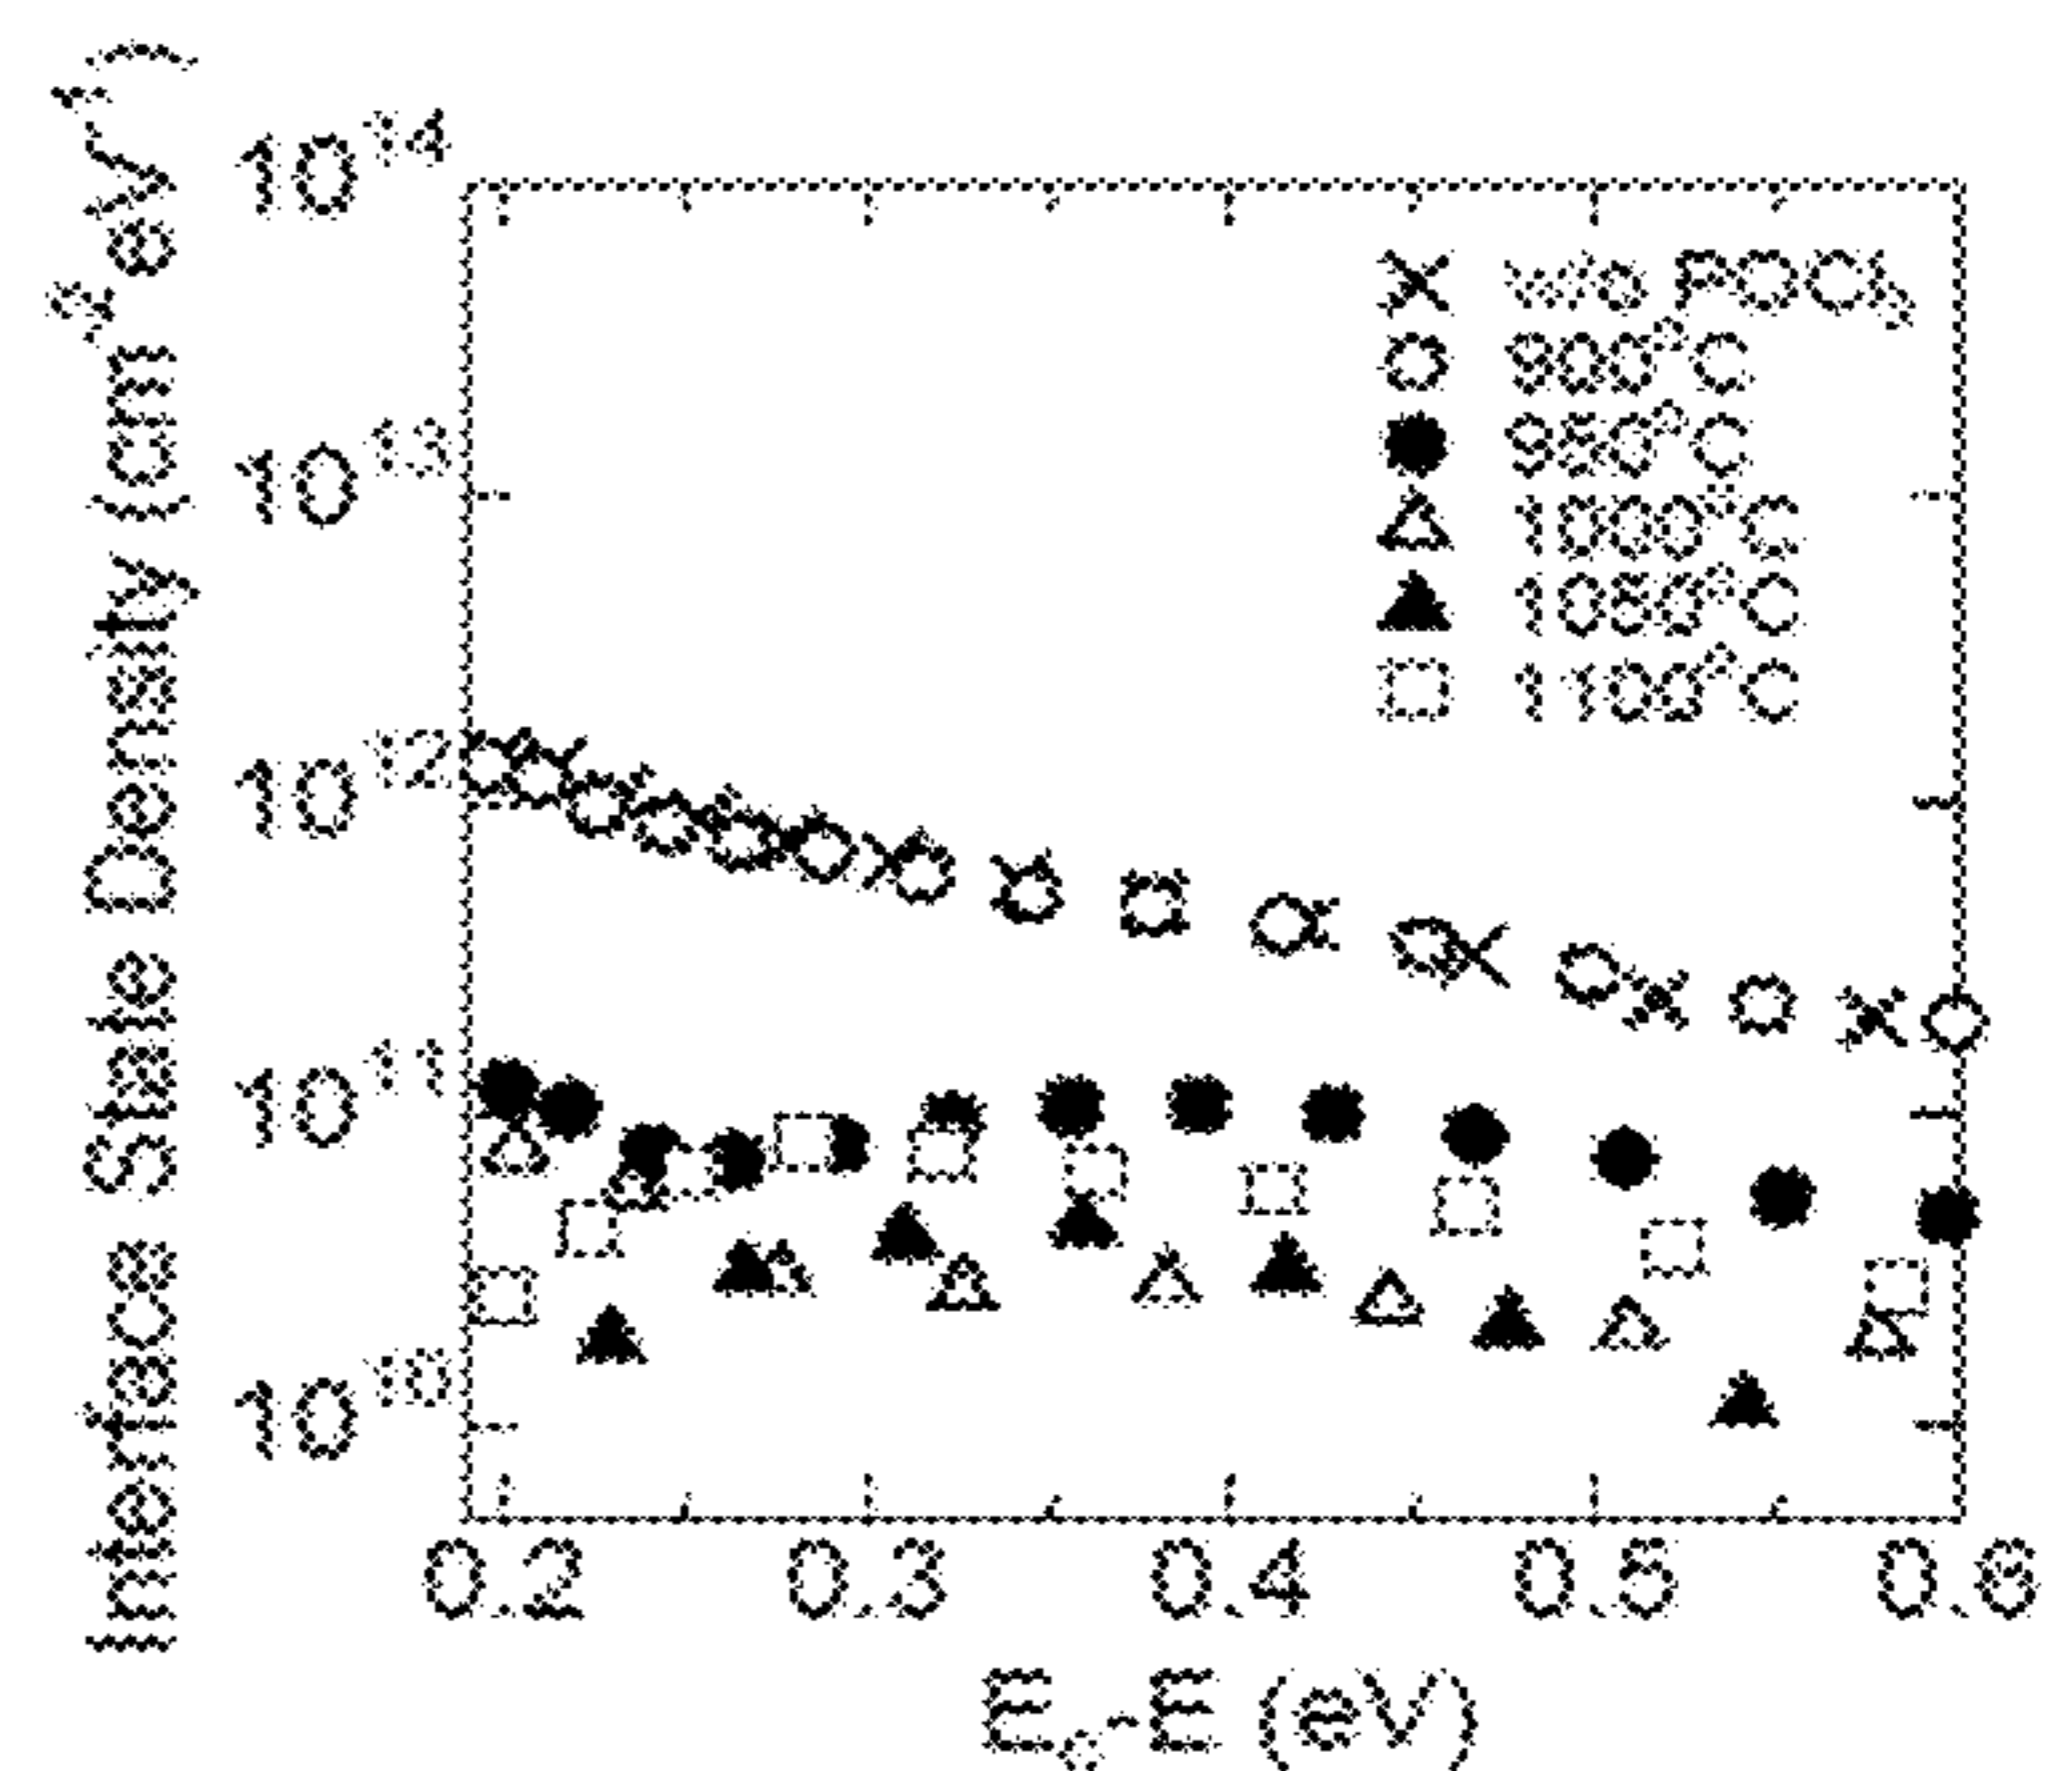 Interface State Density (cm⁻² eV⁻¹)
10¹⁴
10¹³
10¹²
10¹¹
10¹⁰
w/o POCl₃
900°C
950°C
1000°C
1050°C
1100°C
0.2 0.3 0.4 0.5 0.6
E꜀-E (eV)